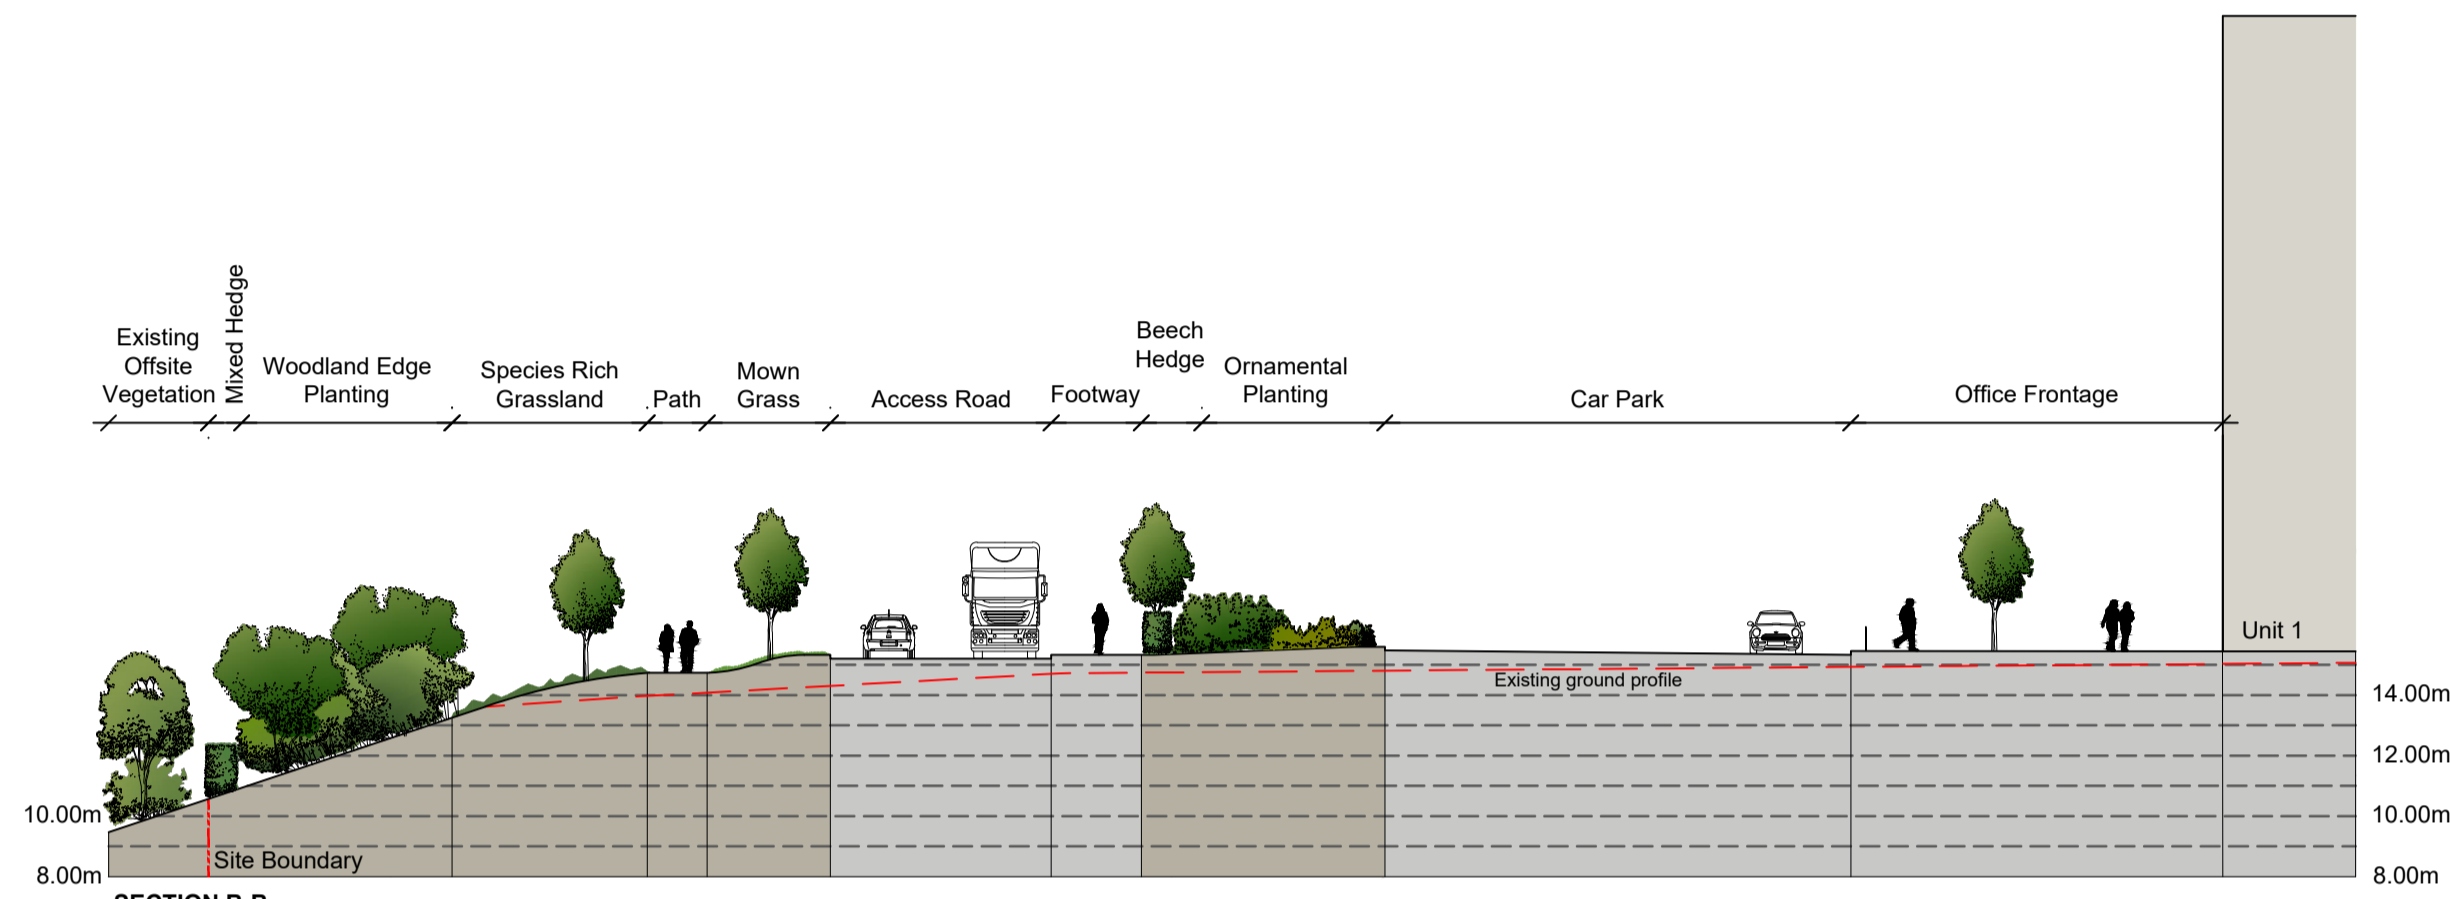 Existing
Offsite
Vegetation
Mixed Hedge
Woodland Edge
Planting
Species Rich
Grassland
Path
Mown
Grass
Access Road
Footway
Beech
Hedge
Ornamental
Planting
Car Park
Office Frontage
Unit 1
Existing ground profile
14.00m
12.00m
10.00m
10.00m
Site Boundary
8.00m
8.00m